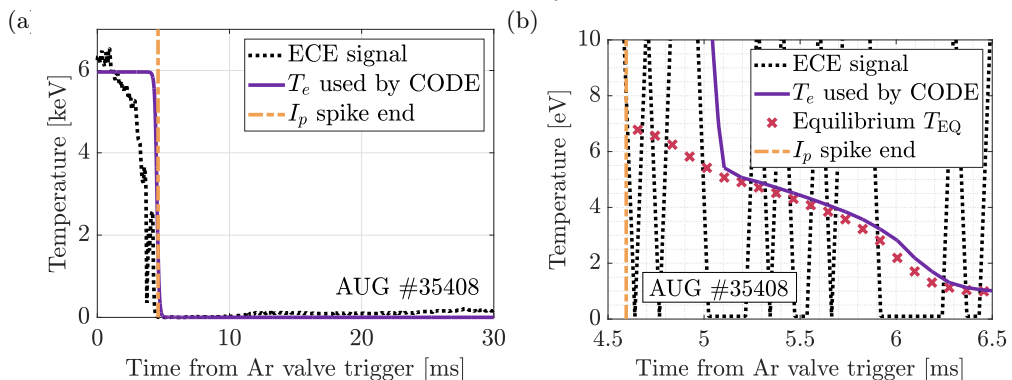 (a)
Temperature [keV]
6
4
2
0
0
10
20
30
Time from Ar valve trigger [ms]
ECE signal
T_e used by CODE
I_p spike end
AUG #35408
(b)
Temperature [eV]
10
8
6
4
2
0
4.5
5
5.5
6
6.5
Time from Ar valve trigger [ms]
ECE signal
T_e used by CODE
Equilibrium T_EQ
I_p spike end
AUG #35408